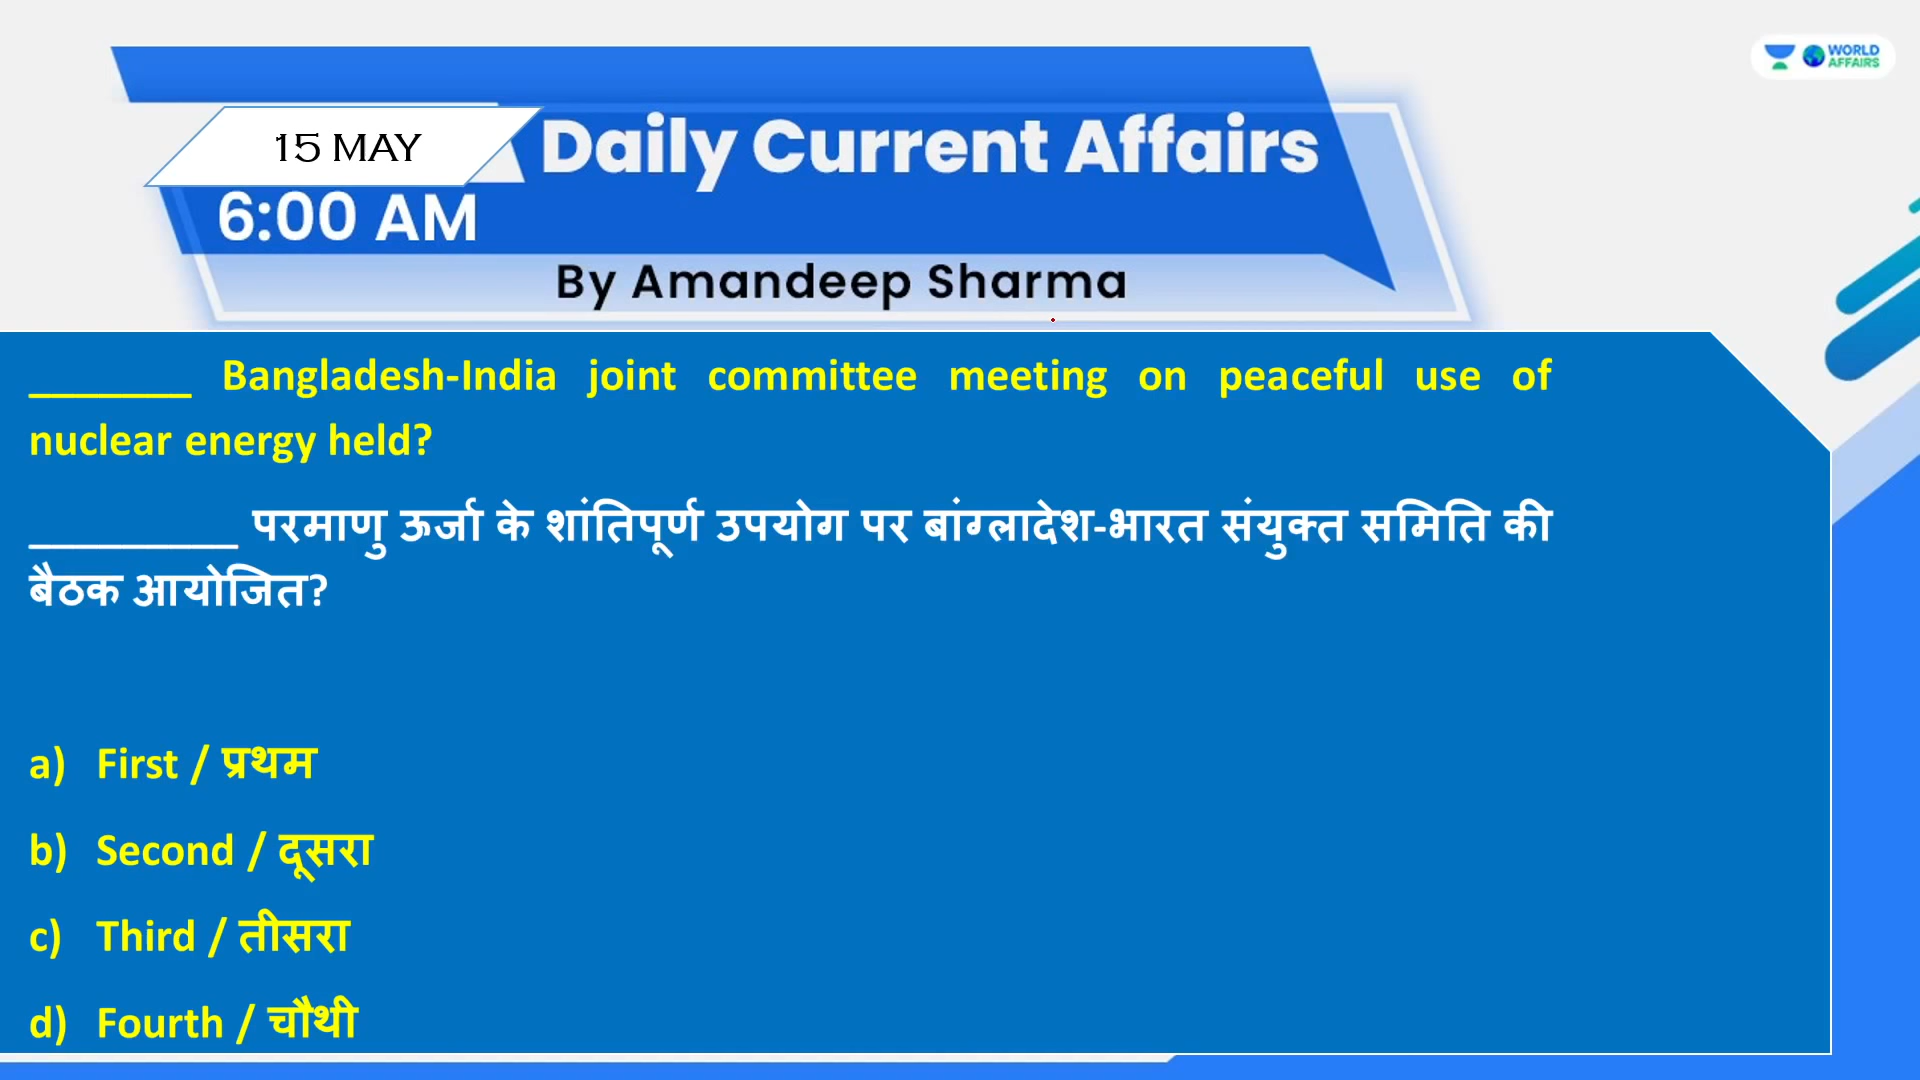 WORLD
AFFAIRS
15 MAY
Daily Current Affairs
6:00 AM
By Amandeep Sharma
_______ Bangladesh-India joint committee meeting on peaceful use of
nuclear energy held?
_________ परमाणु ऊर्जा के शांतिपूर्ण उपयोग पर बांग्लादेश-भारत संयुक्त समिति की
बैठक आयोजित?
a) First / प्रथम
b) Second / दूसरा
c) Third / तीसरा
d) Fourth / चौथी